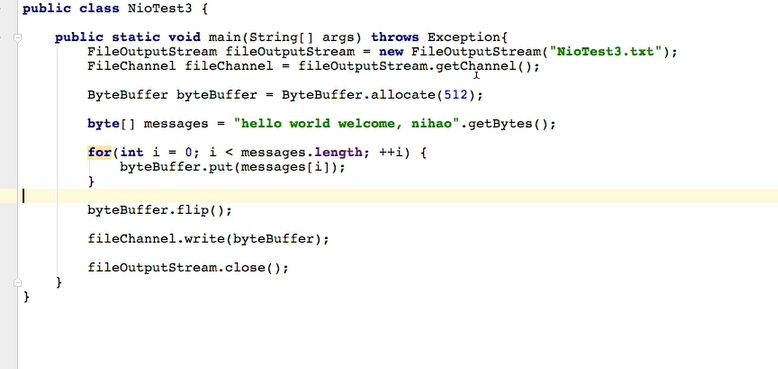 public class NioTest3 {
public static void main(String[] args) throws Exception{
FileOutputStream fileOutputStream = new FileOutputStream("NioTest3.txt");
FileChannel fileChannel = fileOutputStream.getChannel();
ByteBuffer byteBuffer = ByteBuffer.allocate(512);
byte[] messages = "hello world welcome, nihao".getBytes();
for(int i = 0; i < messages.length; ++i) {
byteBuffer.put(messages[i]);
}
byteBuffer.flip();
fileChannel.write(byteBuffer);
fileOutputStream.close();
}
}